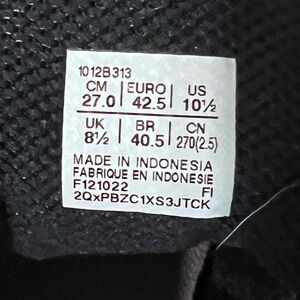 1012B313
CM EURO US
27.0 42.5 10½
UK BR CN
8½ 40.5 270(2.5)
MADE IN INDONESIA
FABRIQUE EN INDONESIE
F121022 FI
2QxPBZC1XS3JTCK